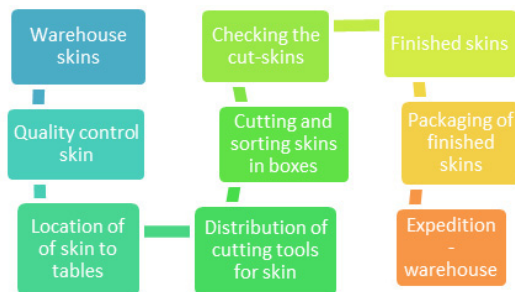 Warehouse
skins
Quality control
skin
Location of
of skin to
tables
Distribution of
cutting tools
for skin
Cutting and
sorting skins
in boxes
Checking the
cut-skins
Finished skins
Packaging of
finished
skins
Expedition
-
warehouse